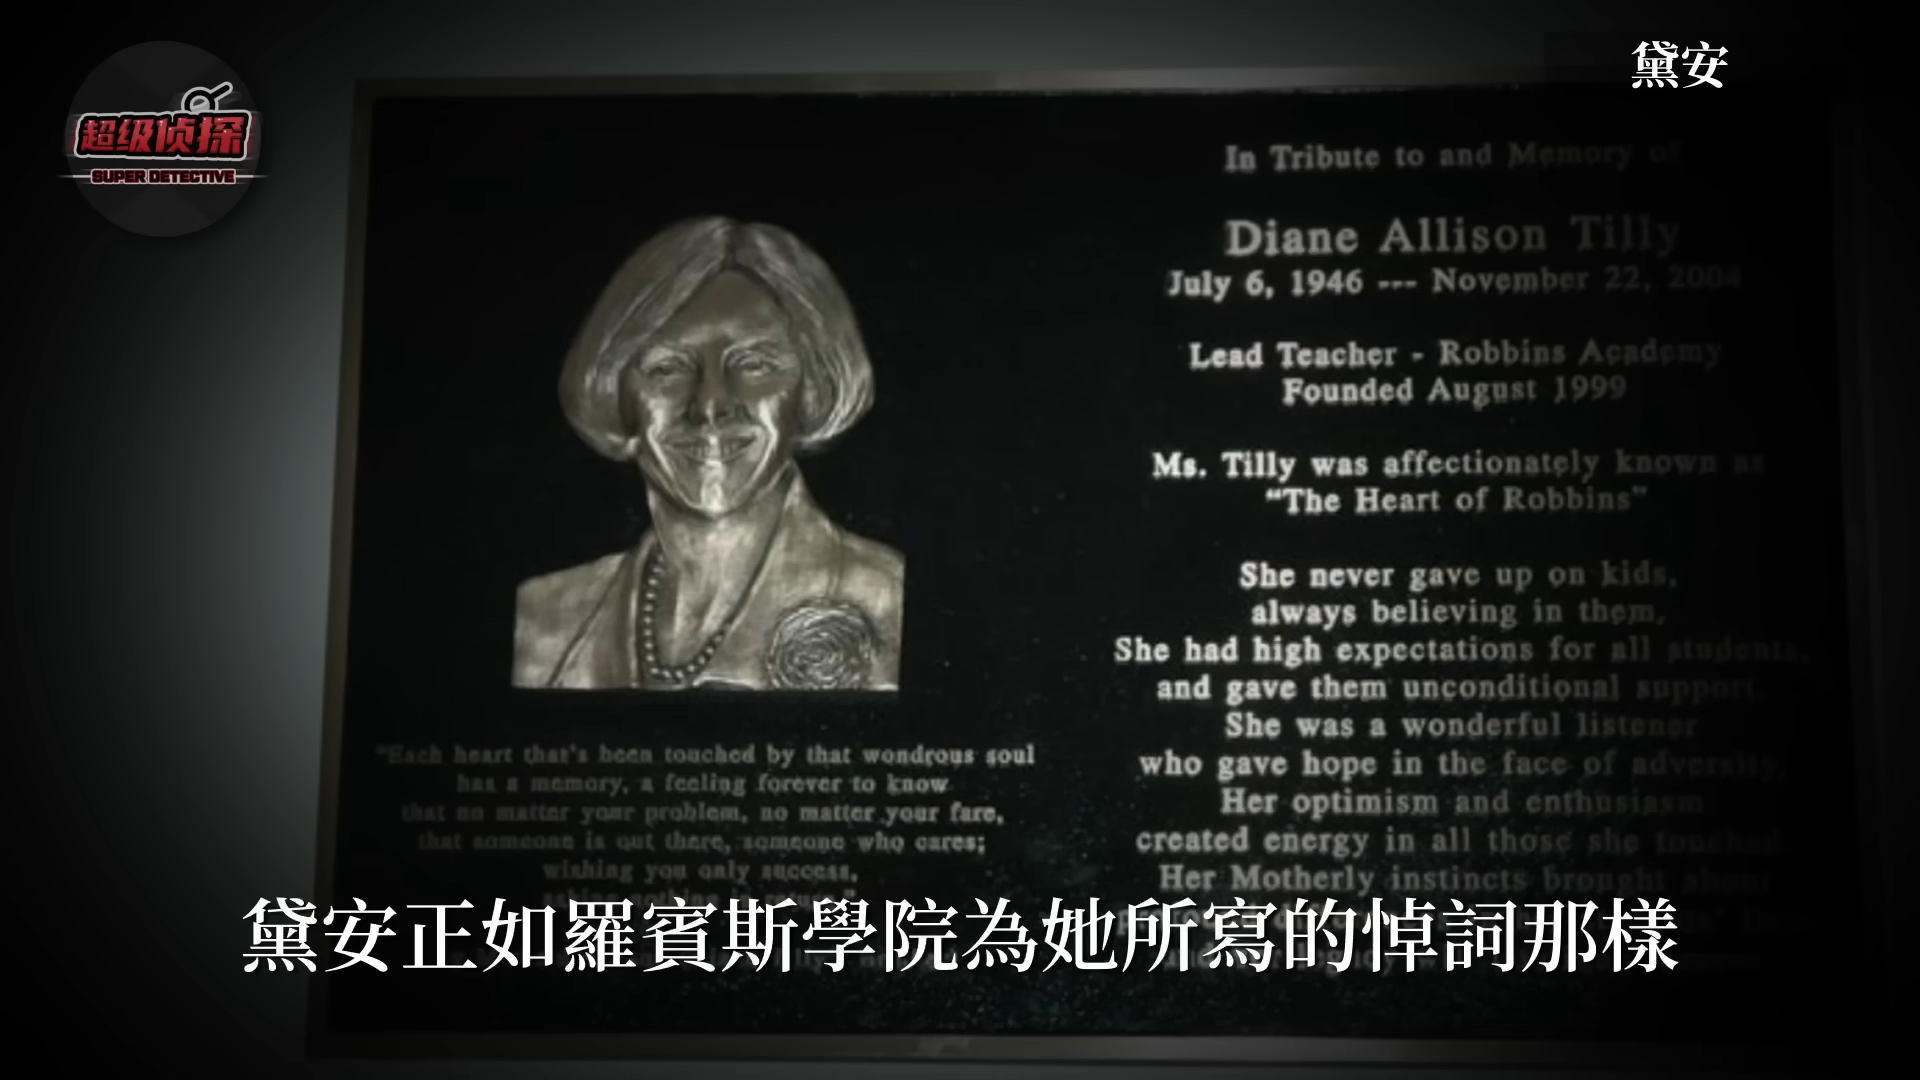 黛安
超级侦探
SUPER DETECTIVE
In Tribute to and Memory of
Diane Allison Tilly
July 6, 1946 --- November 22, 2004
Lead Teacher - Robbins Academy
Founded August 1999
Ms. Tilly was affectionately known as
"The Heart of Robbins"
She never gave up on kids,
always believing in them,
She had high expectations for all students,
and gave them unconditional support.
She was a wonderful listener
who gave hope in the face of adversity.
Her optimism and enthusiasm
created energy in all those she touched.
Her Motherly instincts brought about
"Each heart that's been touched by that wondrous soul
has a memory, a feeling forever to know
that no matter your problem, no matter your fare,
that someone is out there, someone who cares;
wishing you only success,
黛安正如羅賓斯學院為她所寫的悼詞那樣